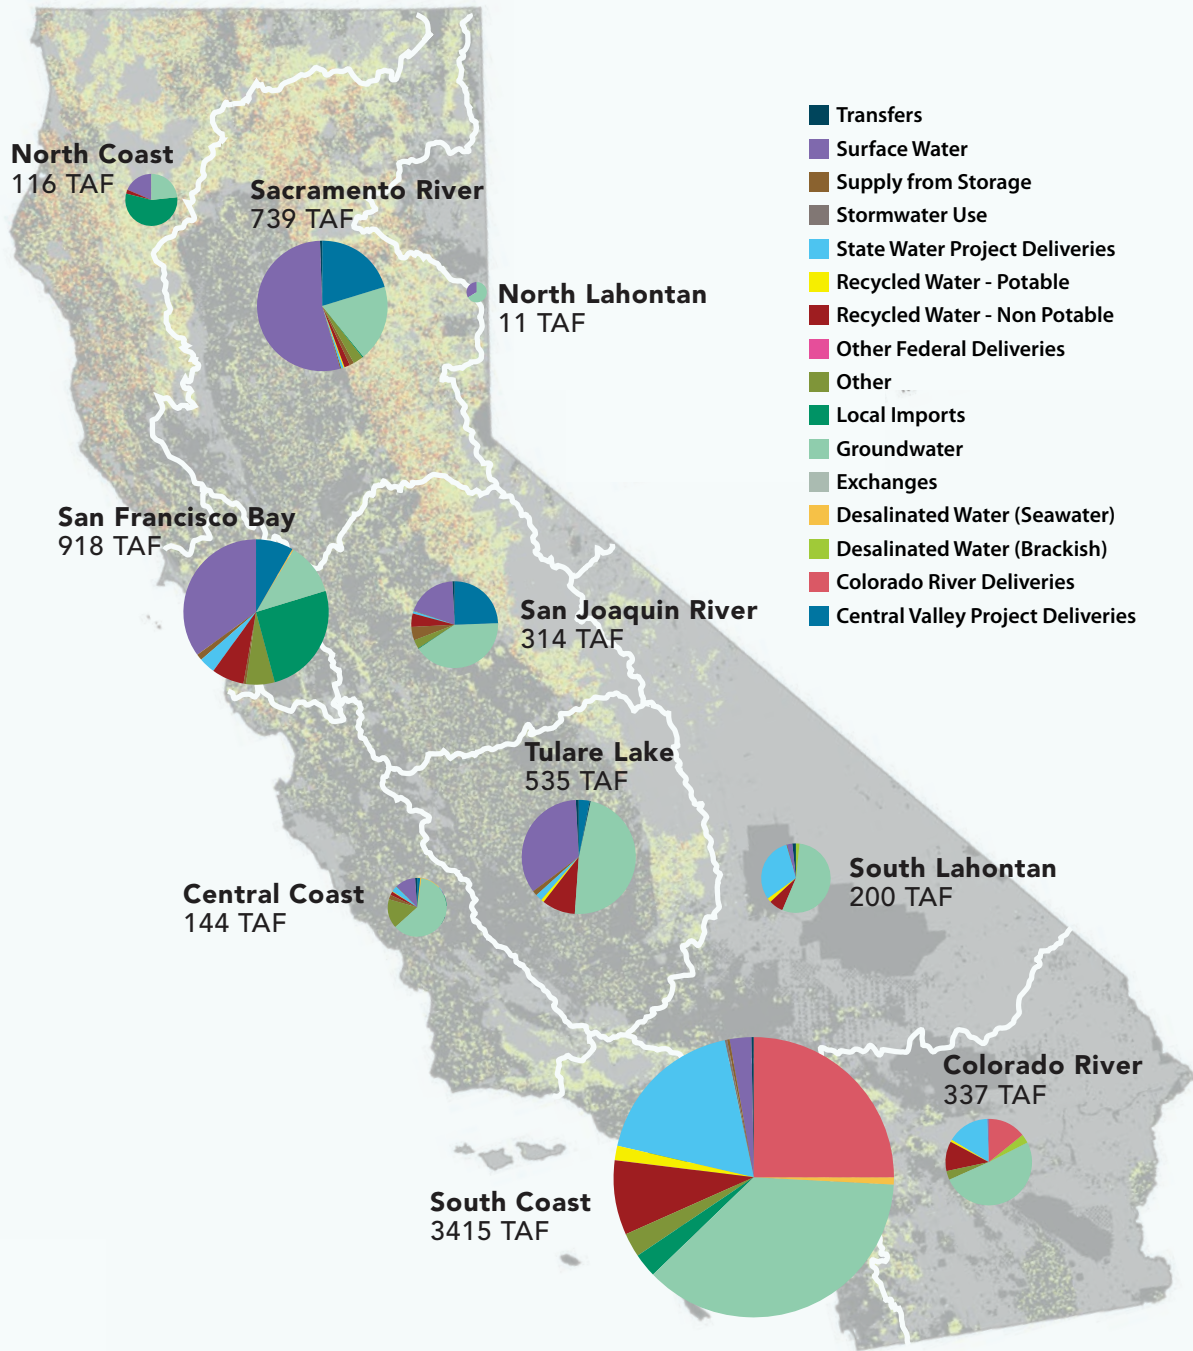 North Coast
116 TAF
Sacramento River
739 TAF
North Lahontan
11 TAF
San Francisco Bay
918 TAF
San Joaquin River
314 TAF
Tulare Lake
535 TAF
Central Coast
144 TAF
South Lahontan
200 TAF
Colorado River
337 TAF
South Coast
3415 TAF
Transfers
Surface Water
Supply from Storage
Stormwater Use
State Water Project Deliveries
Recycled Water - Potable
Recycled Water - Non Potable
Other Federal Deliveries
Other
Local Imports
Groundwater
Exchanges
Desalinated Water (Seawater)
Desalinated Water (Brackish)
Colorado River Deliveries
Central Valley Project Deliveries